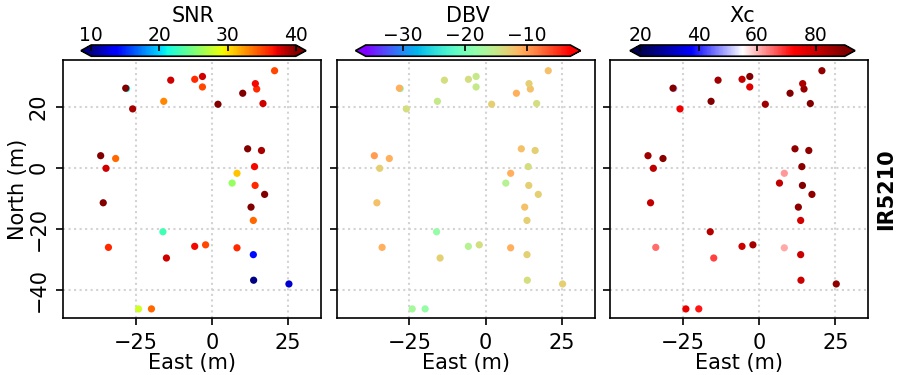 SNR DBV Xc
10 20 30 40 −30 −20 −10 20 40 60 80
North (m)
20
0
−20
−40
IR5210
−25 0 25 −25 0 25 −25 0 25
East (m) East (m) East (m)